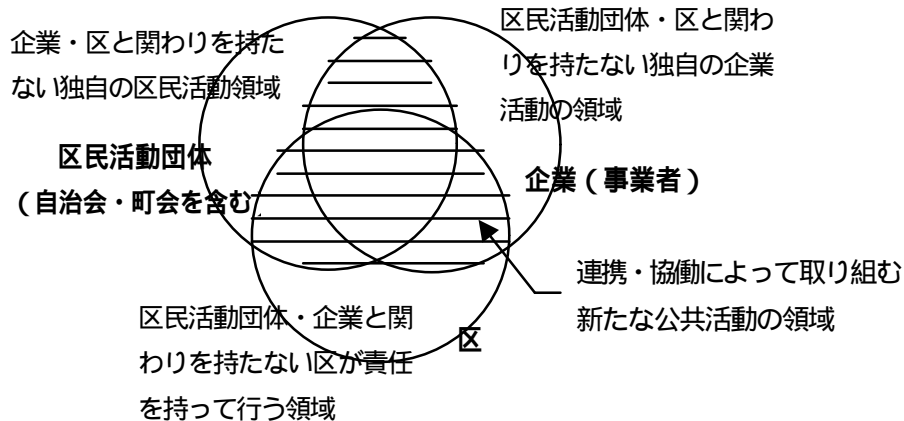 企業・区と関わりを持た
ない独自の区民活動領域
区民活動団体・区と関わ
りを持たない独自の企業
活動の領域
区民活動団体
（自治会・町会を含む
企業（事業者）
連携・協働によって取り組む
新たな公共活動の領域
区民活動団体・企業と関
わりを持たない区が責任
を持って行う領域
区